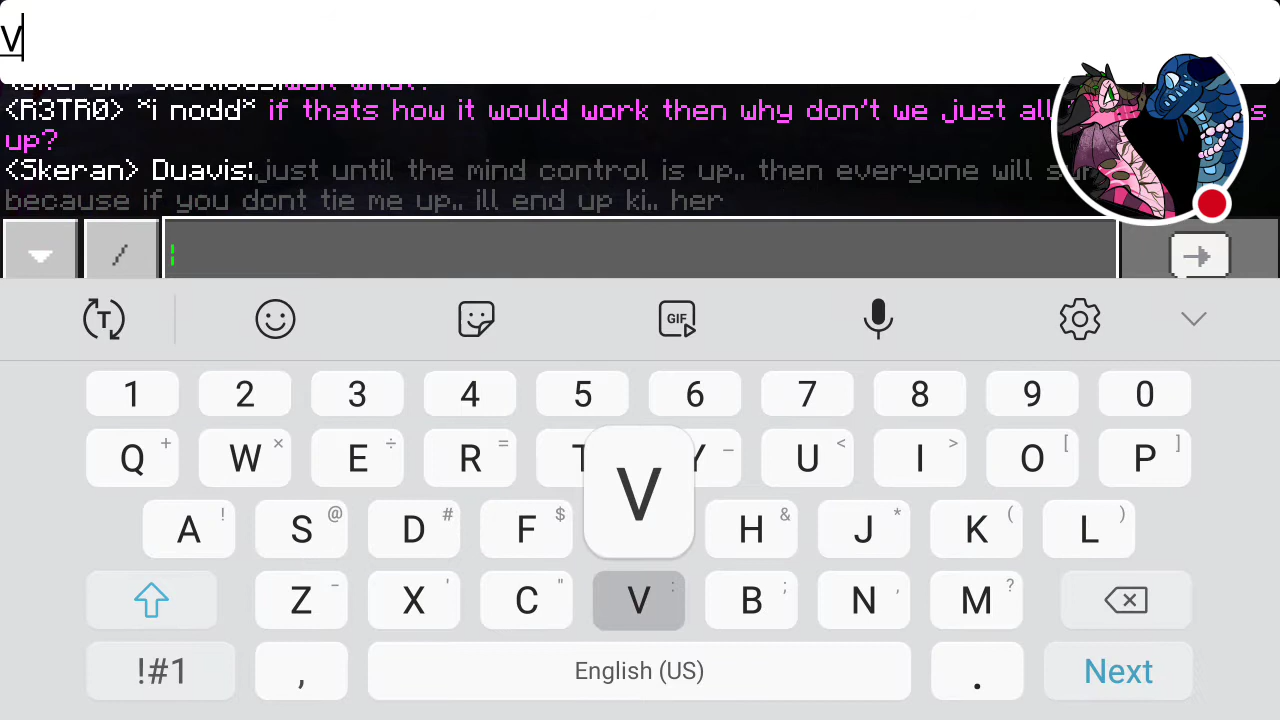 V
<R3TR0> *i nodd* if thats how it would work then why don't we just all s
up?
<Skeran> Duavis:just until the mind control is up.. then everyone will
because if you dont tie me up.. ill end up ki.. her
/
T GIF
1 2 3 4 5 6 7 8 9 0
Q + W × E ÷ R = T Y - U < I > O [ P ]
V
A ! S @ D # F $ H & J * K ( L )
Z - X ' C " V : B ; N , M ?
!#1 , English (US) . Next